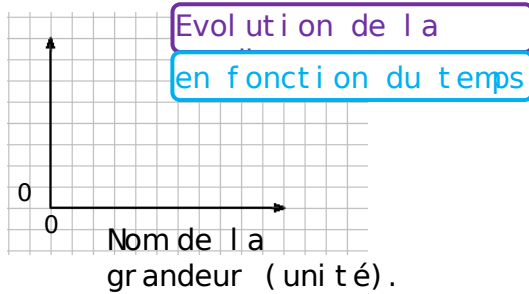 Evolution de la
en fonction du temps
0
0
Nom de la
grandeur (unité).